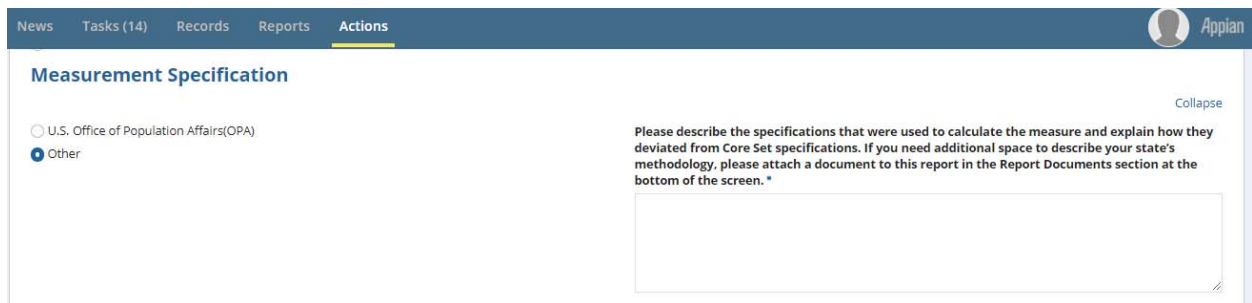 News Tasks (14) Records Reports Actions Appian
Measurement Specification
Collapse
U.S. Office of Population Affairs(OPA)
Other
Please describe the specifications that were used to calculate the measure and explain how they
deviated from Core Set specifications. If you need additional space to describe your state's
methodology, please attach a document to this report in the Report Documents section at the
bottom of the screen. *